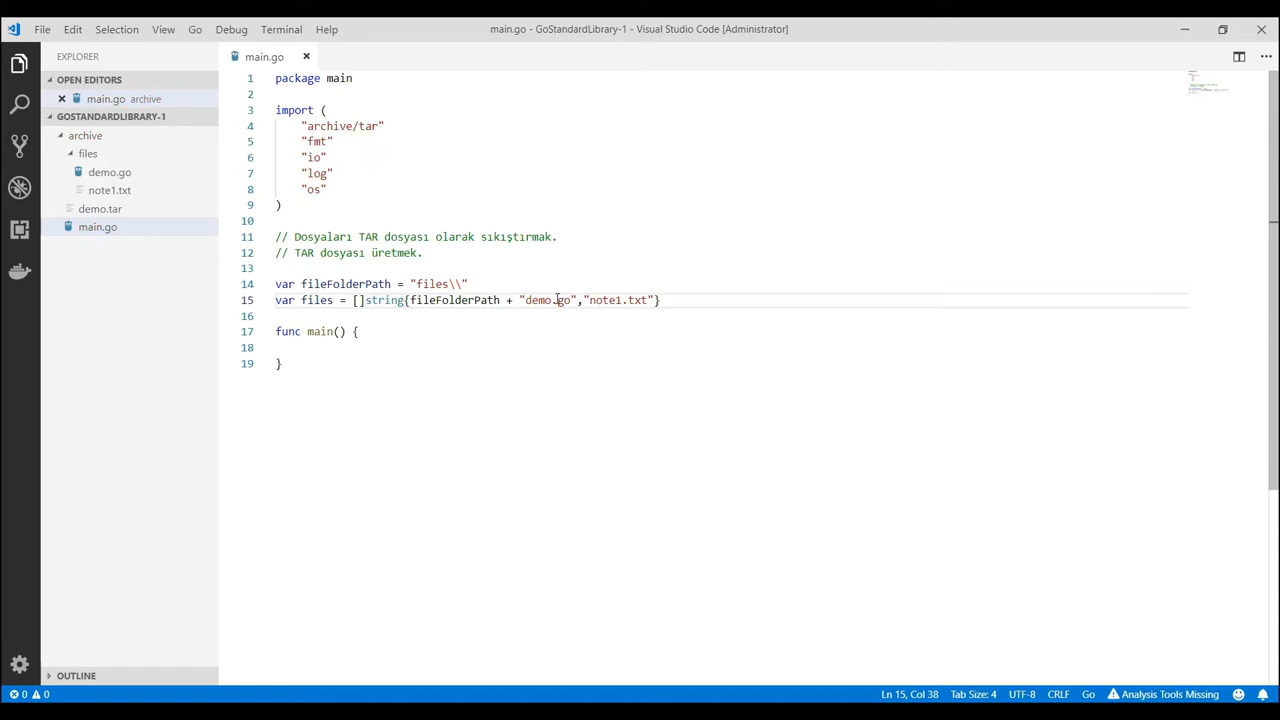 File Edit Selection View Go Debug Terminal Help
main.go - GoStandardLibrary-1 - Visual Studio Code [Administrator]
EXPLORER
OPEN EDITORS
main.go archive
GOSTANDARDLIBRARY-1
archive
files
demo.go
note1.txt
demo.tar
main.go
OUTLINE
main.go
1 package main
2
3 import (
4 "archive/tar"
5 "fmt"
6 "io"
7 "log"
8 "os"
9 )
10
11 // Dosyaları TAR dosyası olarak sıkıştırmak.
12 // TAR dosyası üretmek.
13
14 var fileFolderPath = "files\\"
15 var files = []string{fileFolderPath + "demo.go","note1.txt"}
16
17 func main() {
18
19 }
0 0
Ln 15, Col 38 Tab Size: 4 UTF-8 CRLF Go Analysis Tools Missing